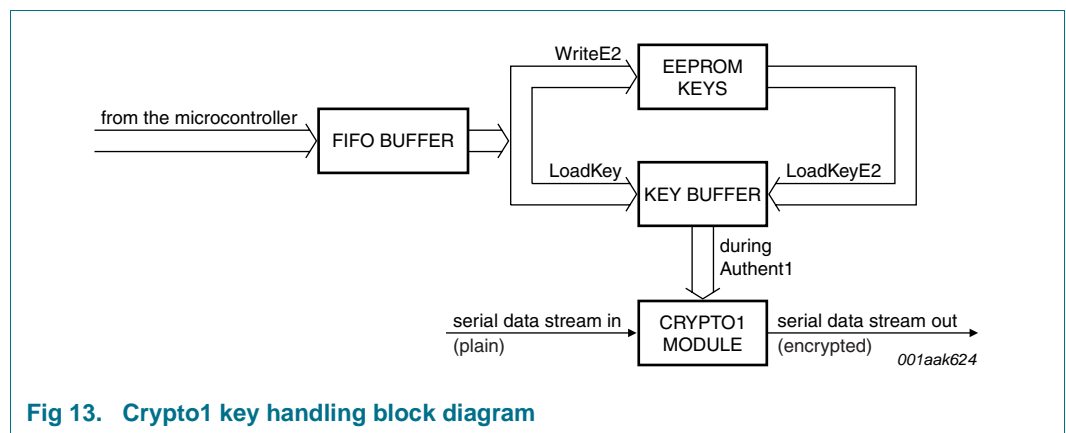 WriteE2
EEPROM
KEYS
from the microcontroller
FIFO BUFFER
LoadKey
LoadKeyE2
KEY BUFFER
during
Authent1
serial data stream in
(plain)
CRYPTO1
MODULE
serial data stream out
(encrypted)
001aak624
Fig 13. Crypto1 key handling block diagram